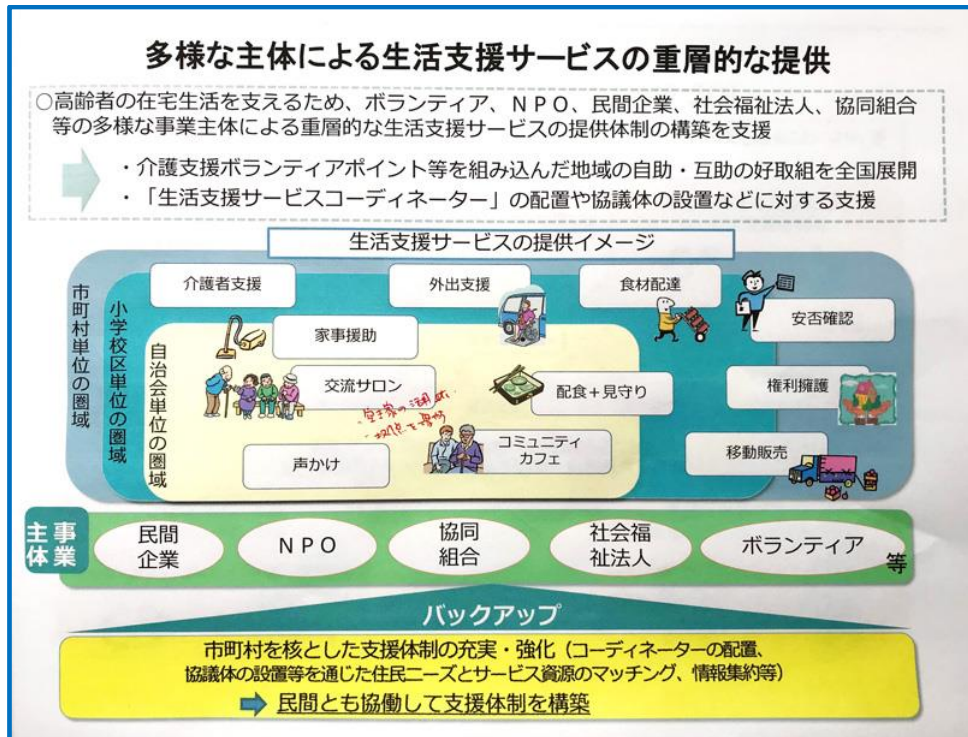 多様な主体による生活支援サービスの重層的な提供
○高齢者の在宅生活を支えるため、ボランティア、ＮＰＯ、民間企業、社会福祉法人、協同組合
等の多様な事業主体による重層的な生活支援サービスの提供体制の構築を支援
・介護支援ボランティアポイント等を組み込んだ地域の自助・互助の好取組を全国展開
・「生活支援サービスコーディネーター」の配置や協議体の設置などに対する支援
生活支援サービスの提供イメージ
市町村単位の圏域
小学校区単位の圏域
自治会単位の圏域
介護者支援
外出支援
食材配達
安否確認
家事援助
交流サロン
配食＋見守り
権利擁護
声かけ
コミュニティ
カフェ
移動販売
事業
主体
民間
企業
ＮＰＯ
協同
組合
社会福
祉法人
ボランティア
等
バックアップ
市町村を核とした支援体制の充実・強化（コーディネーターの配置、
協議体の設置等を通じた住民ニーズとサービス資源のマッチング、情報集約等）
民間とも協働して支援体制を構築